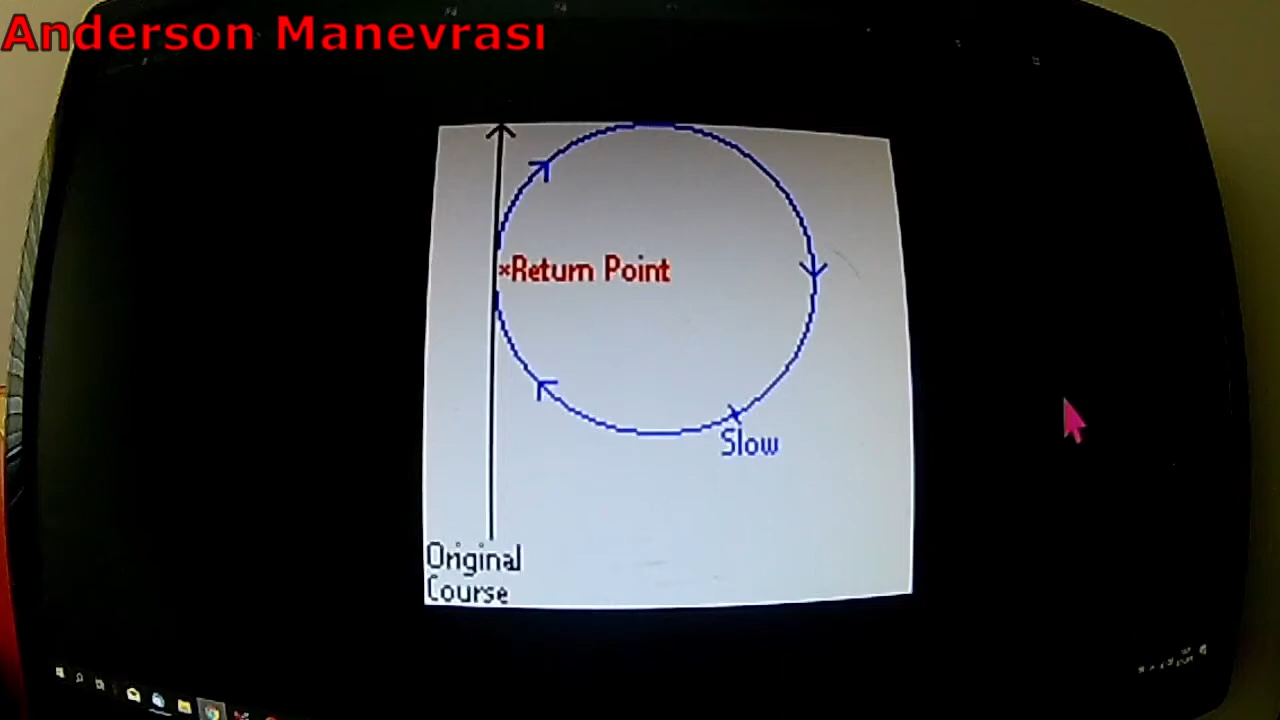 Anderson Manevrası
×Return Point
Slow
Original
Course